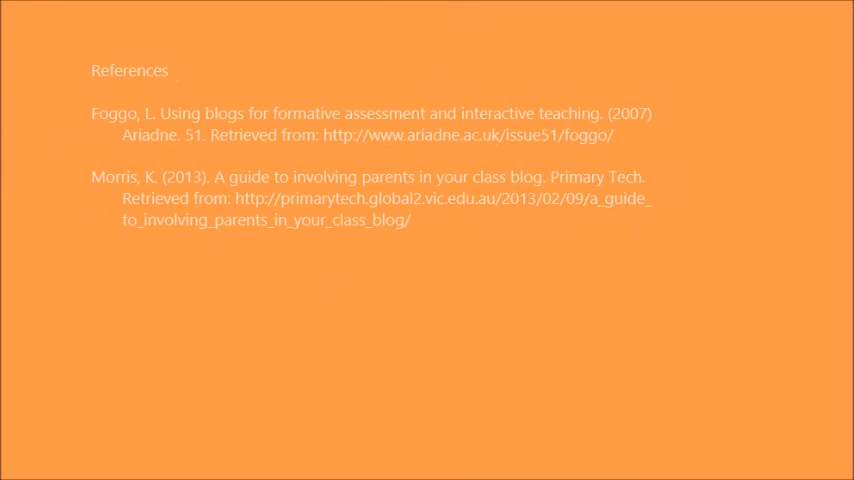 References
Foggo, L. Using blogs for formative assessment and interactive teaching. (2007)
Ariadne. 51. Retrieved from: http://www.ariadne.ac.uk/issue51/foggo/
Morris, K. (2013). A guide to involving parents in your class blog. Primary Tech.
Retrieved from: http://primarytech.global2.vic.edu.au/2013/02/09/a_guide_
to_involving_parents_in_your_class_blog/